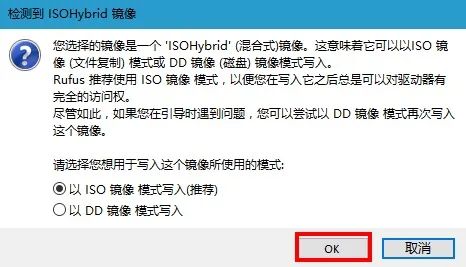 检测到 ISOHybrid 镜像
您选择的镜像是一个 'ISOHybrid' (混合式)镜像。这意味着它可以以ISO 镜
像 (文件复制) 模式或 DD 镜像 (磁盘) 镜像模式写入。
Rufus 推荐使用 ISO 镜像 模式，以便您在写入它之后总是可以对驱动器有
完全的访问权。
尽管如此，如果您在引导时遇到问题，您可以尝试以 DD 镜像 模式再次写入
这个镜像。
请选择您想用于写入这个镜像所使用的模式:
以 ISO 镜像 模式写入(推荐)
以 DD 镜像 模式写入
OK
取消